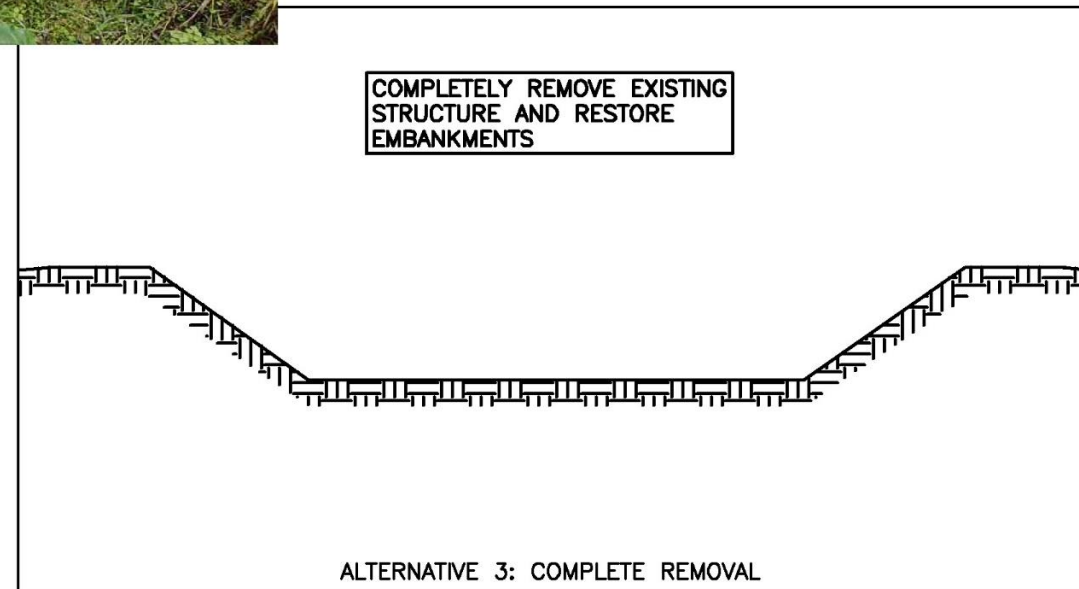 COMPLETELY REMOVE EXISTING
STRUCTURE AND RESTORE
EMBANKMENTS
ALTERNATIVE 3: COMPLETE REMOVAL